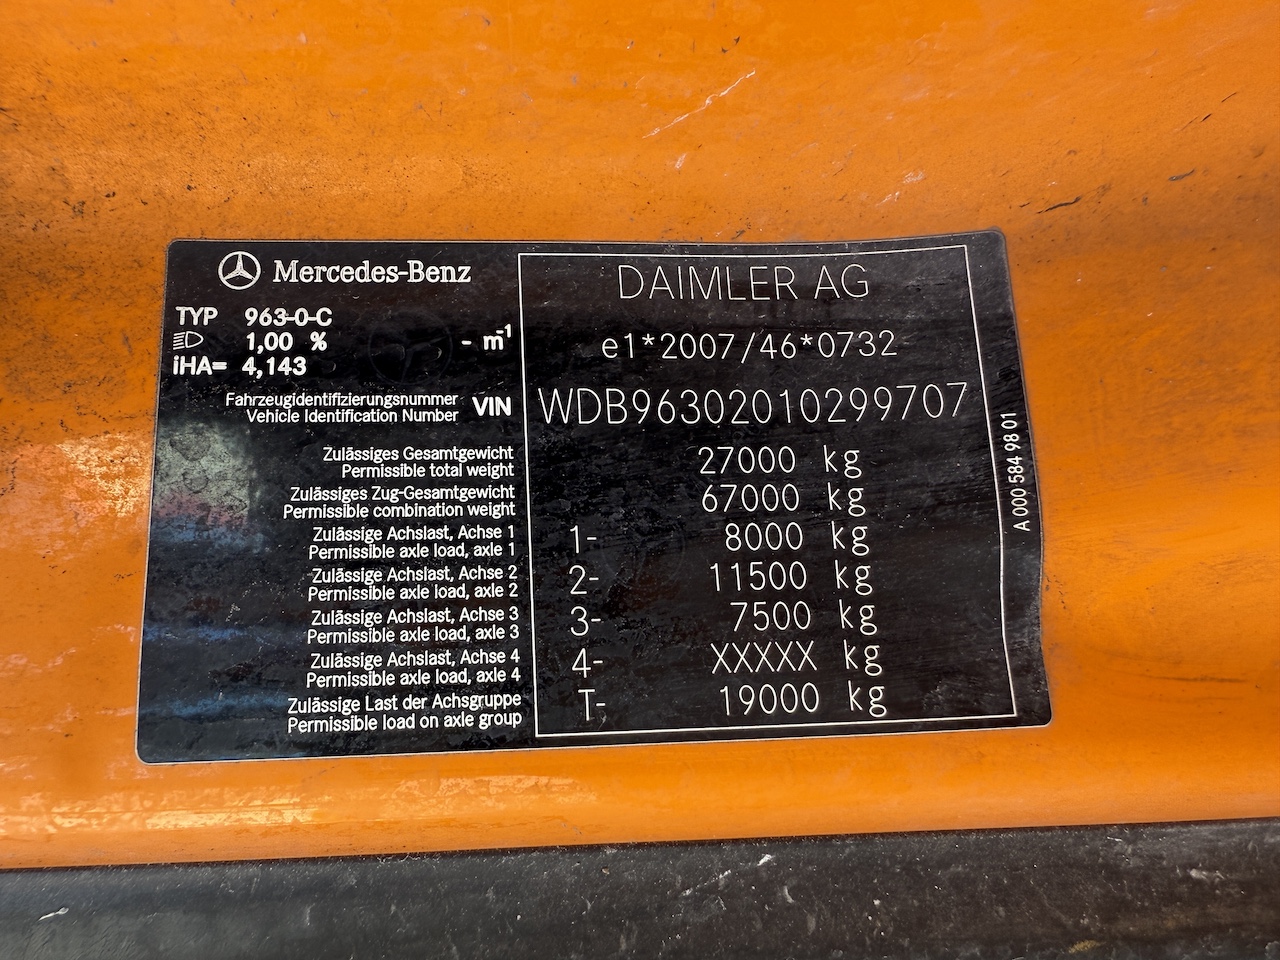 Mercedes-Benz
TYP 963-0-C
1,00 % - m-1
iHA= 4,143
DAIMLER AG
e1*2007/46*0732
Fahrzeugidentifizierungsnummer
Vehicle Identification Number
VIN
WDB96302010299707
Zulässiges Gesamtgewicht
Permissible total weight
27000 kg
Zulässiges Zug-Gesamtgewicht
Permissible combination weight
67000 kg
Zulässige Achslast, Achse 1
Permissible axle load, axle 1
1- 8000 kg
Zulässige Achslast, Achse 2
Permissible axle load, axle 2
2- 11500 kg
Zulässige Achslast, Achse 3
Permissible axle load, axle 3
3- 7500 kg
Zulässige Achslast, Achse 4
Permissible axle load, axle 4
4- XXXXX kg
Zulässige Last der Achsgruppe
Permissible load on axle group
T- 19000 kg
A 000 584 98 01